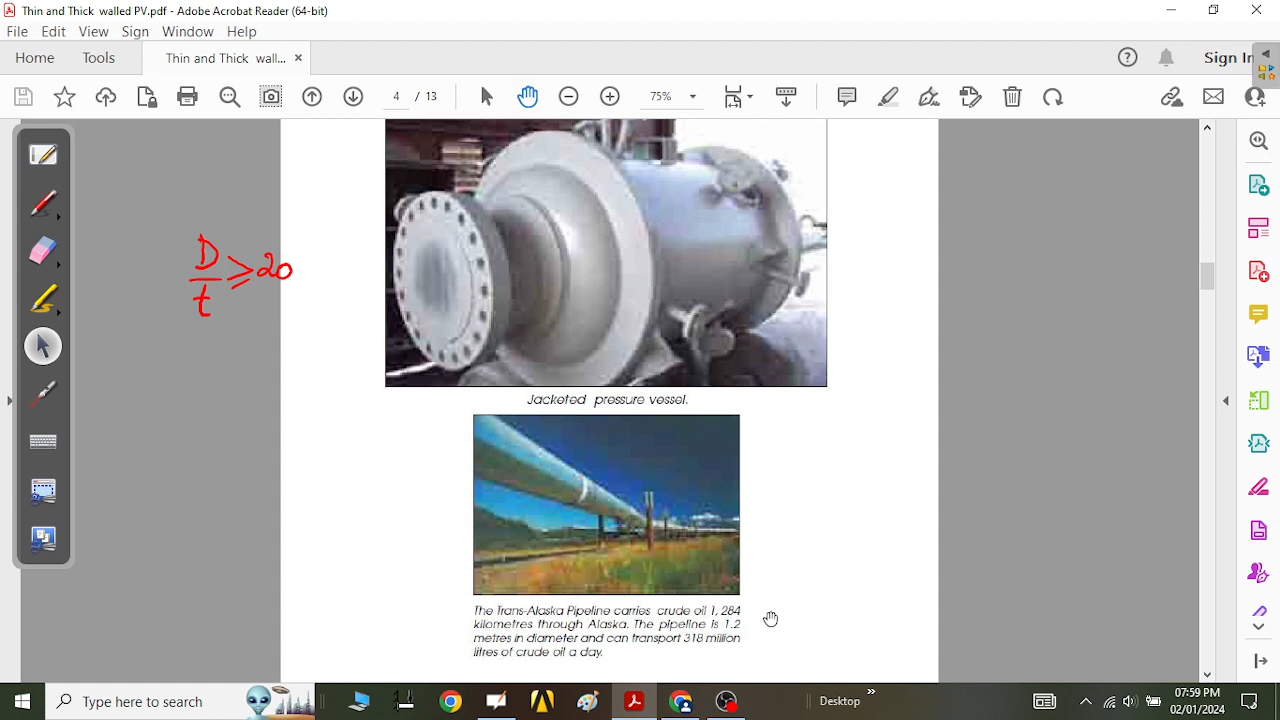 Thin and Thick walled PV.pdf - Adobe Acrobat Reader (64-bit)
File Edit View Sign Window Help
Home Tools Thin and Thick wall... × Sign In
4 / 13 75%
D/t ⩾ 20
Jacketed pressure vessel.
The Trans-Alaska Pipeline carries crude oil 1, 284
kilometres through Alaska. The pipeline is 1.2
metres in diameter and can transport 318 million
litres of crude oil a day.
Type here to search
Desktop
»
07:59 PM
02/01/2024